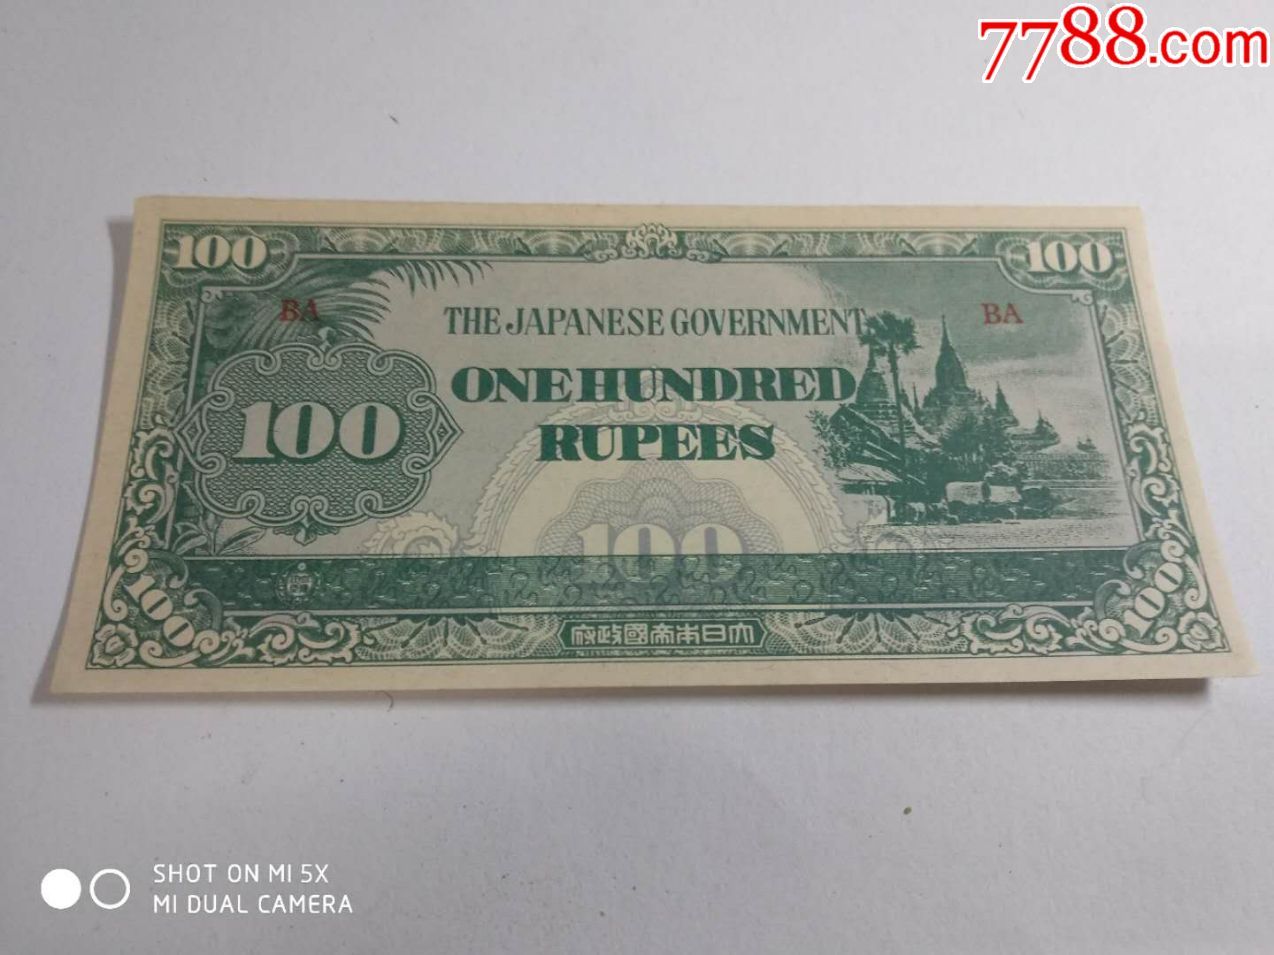 7788.com
100
100
BA
BA
THE JAPANESE GOVERNMENT
ONE HUNDRED
100
RUPEES
100
100
100
府政國帝本日大
SHOT ON MI 5X
MI DUAL CAMERA